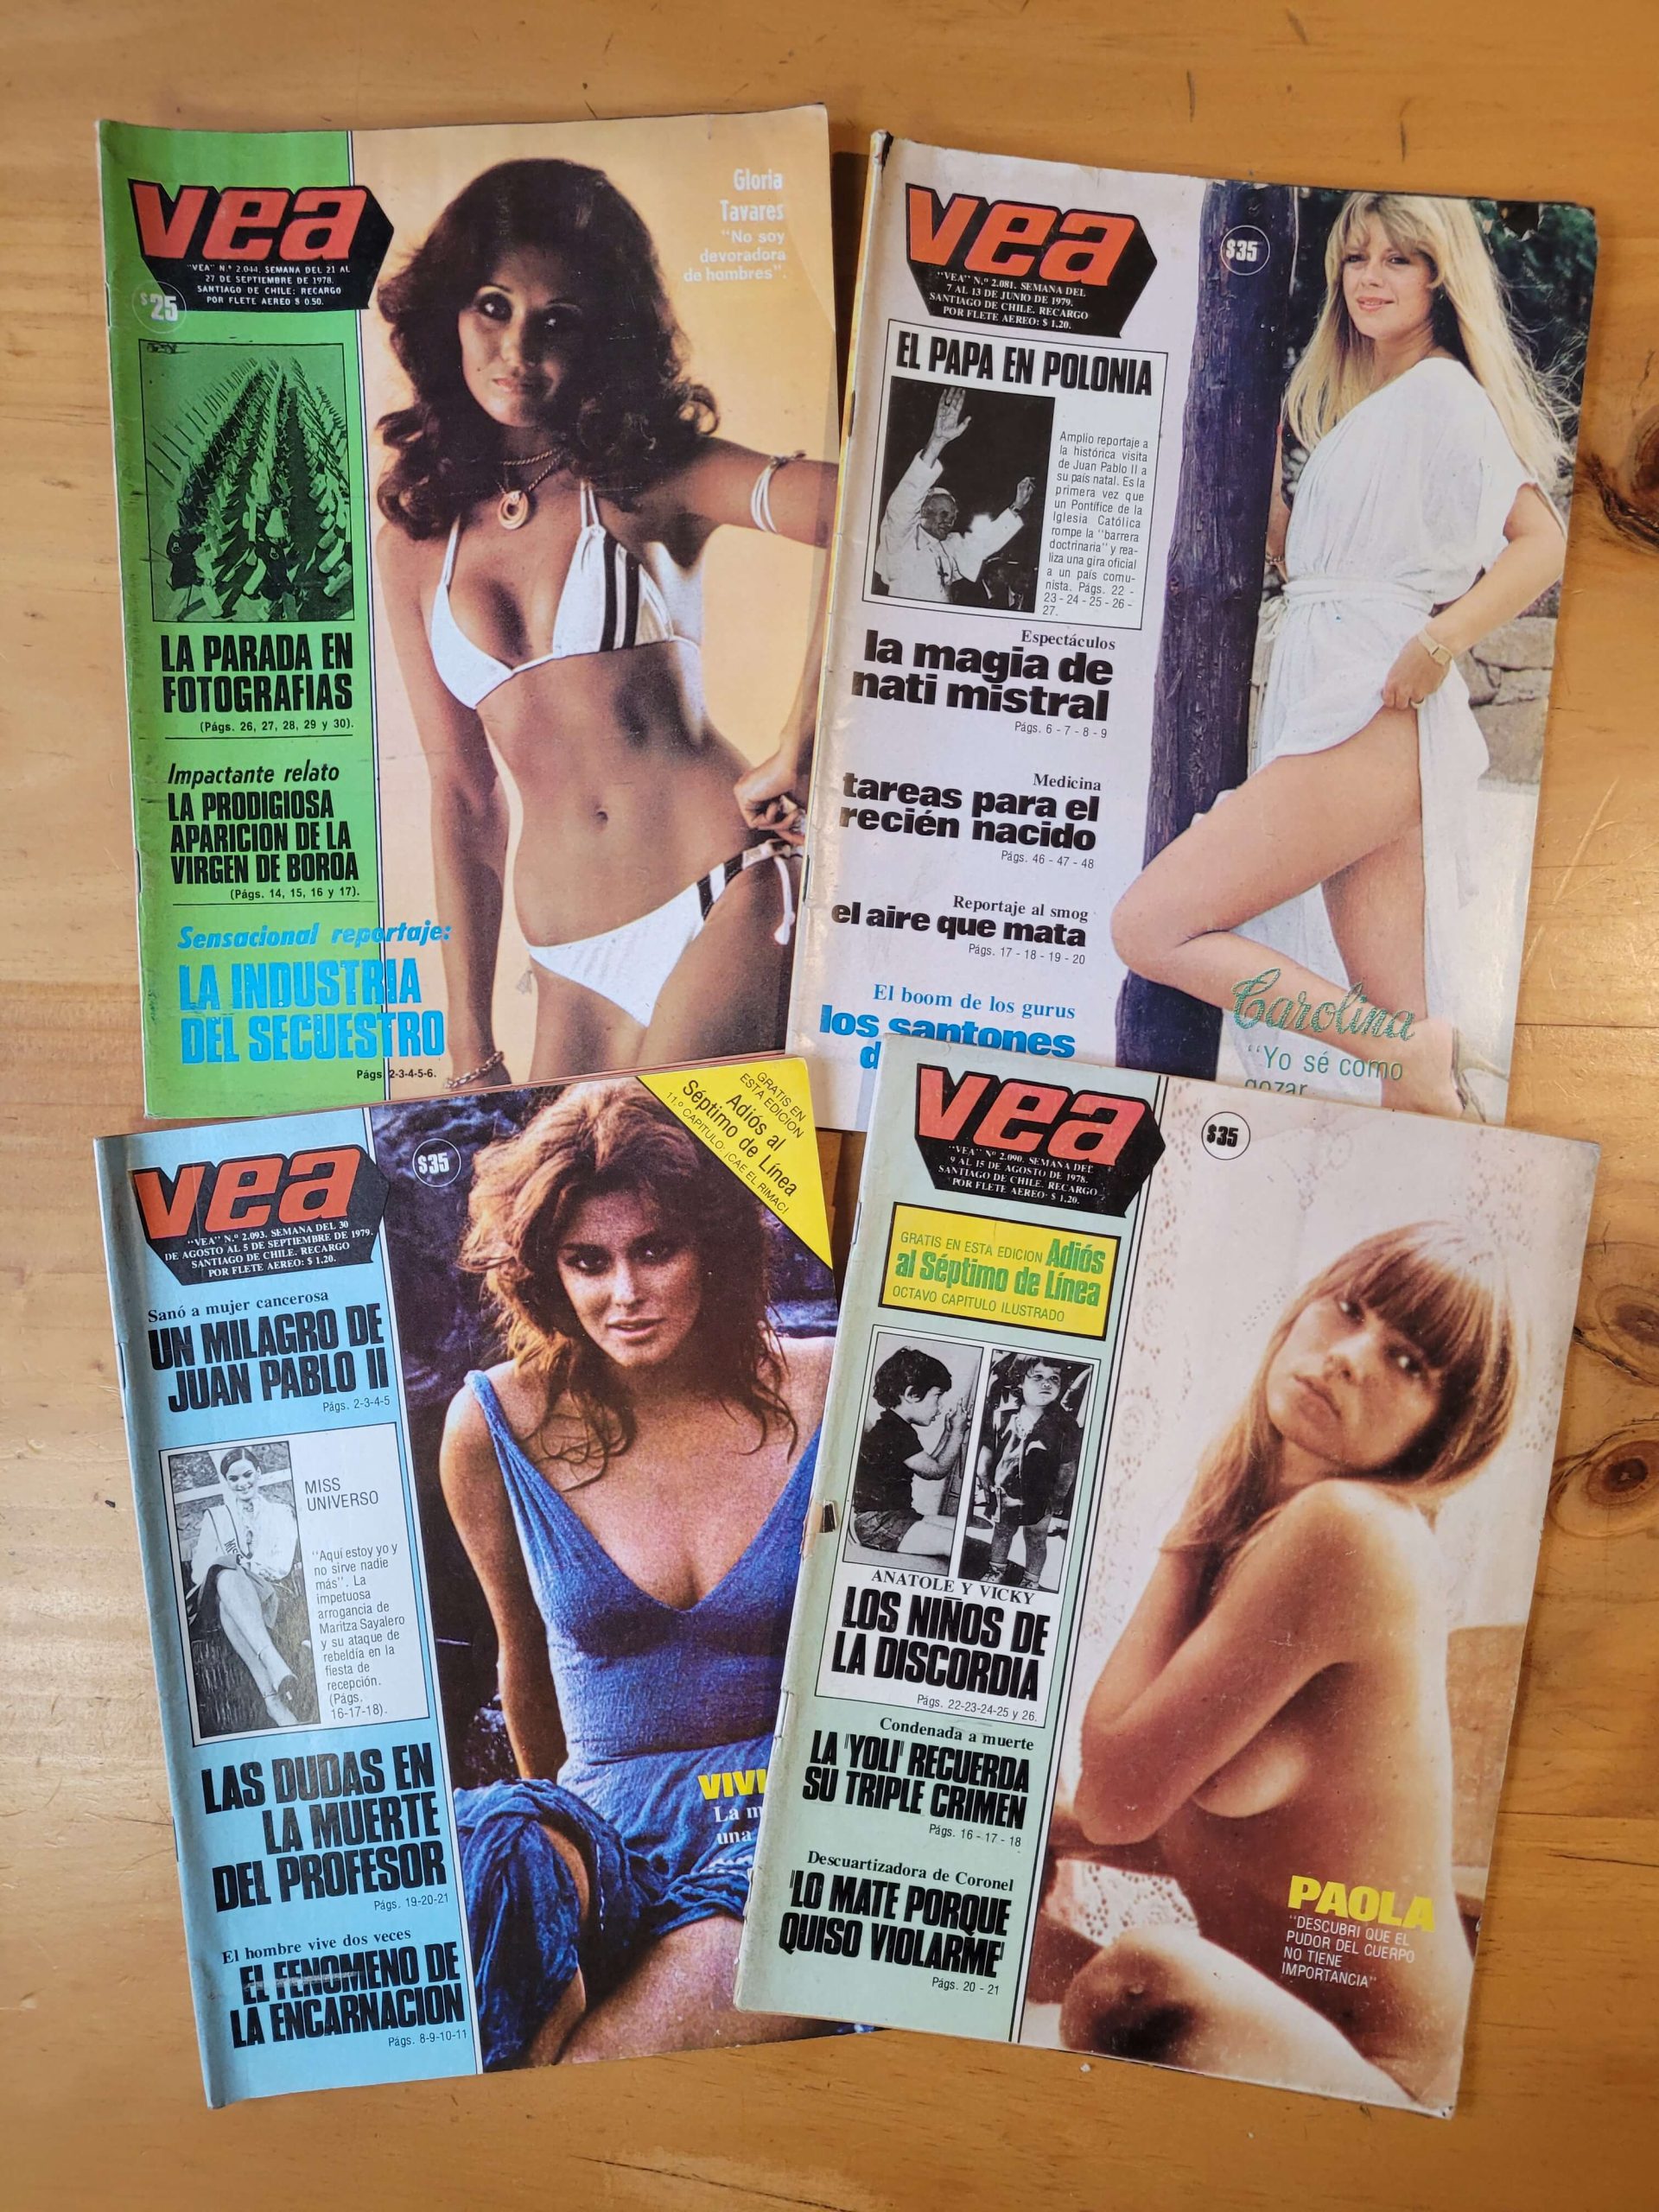 vea
"VEA" N.º 2.044. SEMANA DEL 21 AL
27 DE SEPTIEMBRE DE 1978.
SANTIAGO DE CHILE: RECARGO
POR FLETE AEREO $ 0.50.
$25
Gloria
Tavares
"No soy
devoradora
de hombres".
LA PARADA EN
FOTOGRAFIAS
(Págs. 26, 27, 28, 29 y 30).
Impactante relato
LA PRODIGIOSA
APARICION DE LA
VIRGEN DE BOROA
(Págs. 14, 15, 16 y 17).
Sensacional reportaje:
LA INDUSTRIA
DEL SECUESTRO
Págs 2-3-4-5-6.
vea
"VEA" N.º 2.081. SEMANA DEL
7 AL 13 DE JUNIO DE 1979.
SANTIAGO DE CHILE. RECARGO
POR FLETE AEREO: $ 1,20.
$35
EL PAPA EN POLONIA
Amplio reportaje a
la histórica visita
de Juan Pablo II a
su país natal. Es la
primera vez que
un Pontífice de la
Iglesia Católica
rompe la "barrera
doctrinaria" y rea-
liza una gira oficial
a un país comu-
nista. Págs. 22 -
23 - 24 - 25 - 26 -
27.
Espectáculos
la magia de
nati mistral
Págs. 6 - 7 - 8 - 9
Medicina
tareas para el
recién nacido
Págs. 46 - 47 - 48
Reportaje al smog
el aire que mata
Págs. 17 - 18 - 19 - 20
El boom de los gurus
los santones
d
Carolina
"Yo sé como
gozar
vea
"VEA" N.º 2.093. SEMANA DEL 30
DE AGOSTO AL 5 DE SEPTIEMBRE DE 1979.
SANTIAGO DE CHILE. RECARGO
POR FLETE AEREO: $ 1,20.
$35
GRATIS EN
ESTA EDICION
Adiós al
Séptimo de Línea
11.º CAPITULO: ¡CAE EL RIMAC!
Sanó a mujer cancerosa
UN MILAGRO DE
JUAN PABLO II
Págs. 2-3-4-5
MISS
UNIVERSO
"Aquí estoy yo y
no sirve nadie
más". La
impetuosa
arrogancia de
Maritza Sayalero
y su ataque de
rebeldía en la
fiesta de
recepción.
(Págs.
16-17-18).
LAS DUDAS EN
LA MUERTE
DEL PROFESOR
Págs. 19-20-21
El hombre vive dos veces
EL FENOMENO DE
LA ENCARNACION
Págs. 8-9-10-11
VIVI
La m
una
vea
"VEA" Nº 2.090. SEMANA DEL
9 AL 15 DE AGOSTO DE 1978.
SANTIAGO DE CHILE. RECARGO
POR FLETE AEREO: $ 1,20.
$35
GRATIS EN ESTA EDICION Adiós
al Séptimo de Línea
OCTAVO CAPITULO ILUSTRADO
ANATOLE Y VICKY
LOS NIÑOS DE
LA DISCORDIA
Págs. 22-23-24-25 y 26.
Condenada a muerte
LA 'YOLI' RECUERDA
SU TRIPLE CRIMEN
Págs. 16 - 17 - 18
Descuartizadora de Coronel
'LO MATE PORQUE
QUISO VIOLARME'
Págs. 20 - 21
PAOLA
"DESCUBRI QUE EL
PUDOR DEL CUERPO
NO TIENE
IMPORTANCIA"